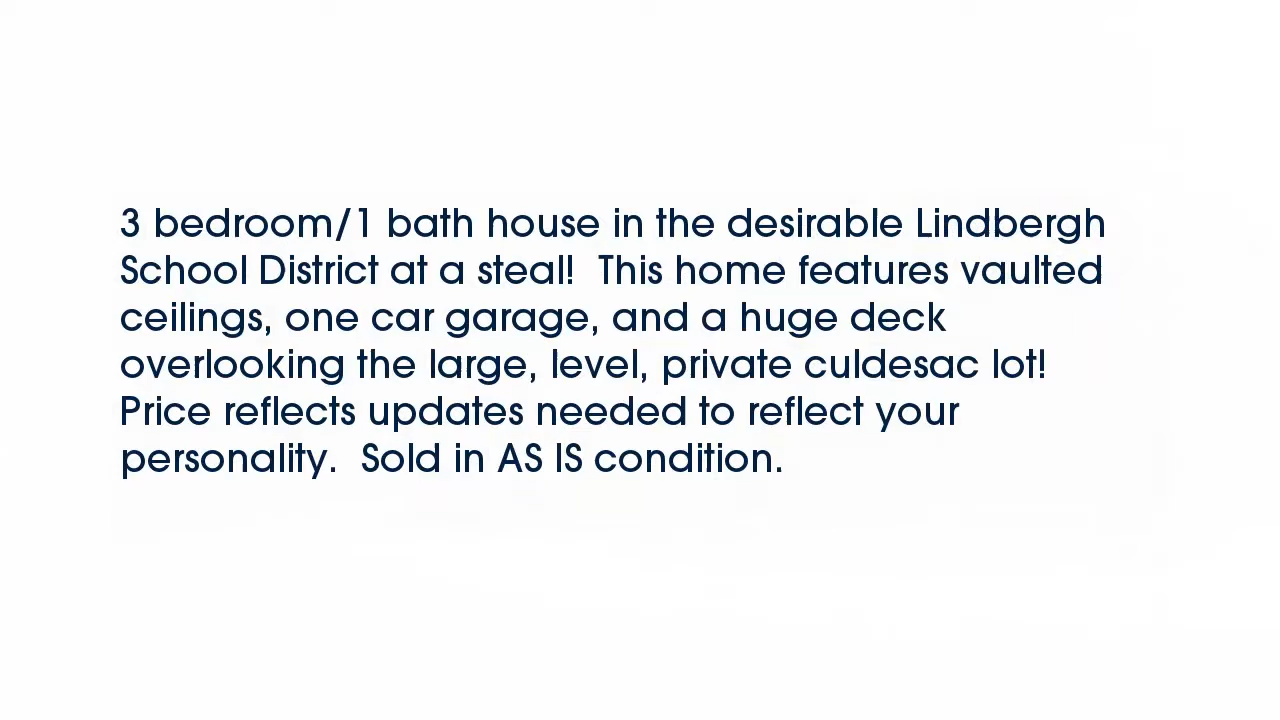 3 bedroom/1 bath house in the desirable Lindbergh
School District at a steal!  This home features vaulted
ceilings, one car garage, and a huge deck
overlooking the large, level, private culdesac lot!
Price reflects updates needed to reflect your
personality.  Sold in AS IS condition.